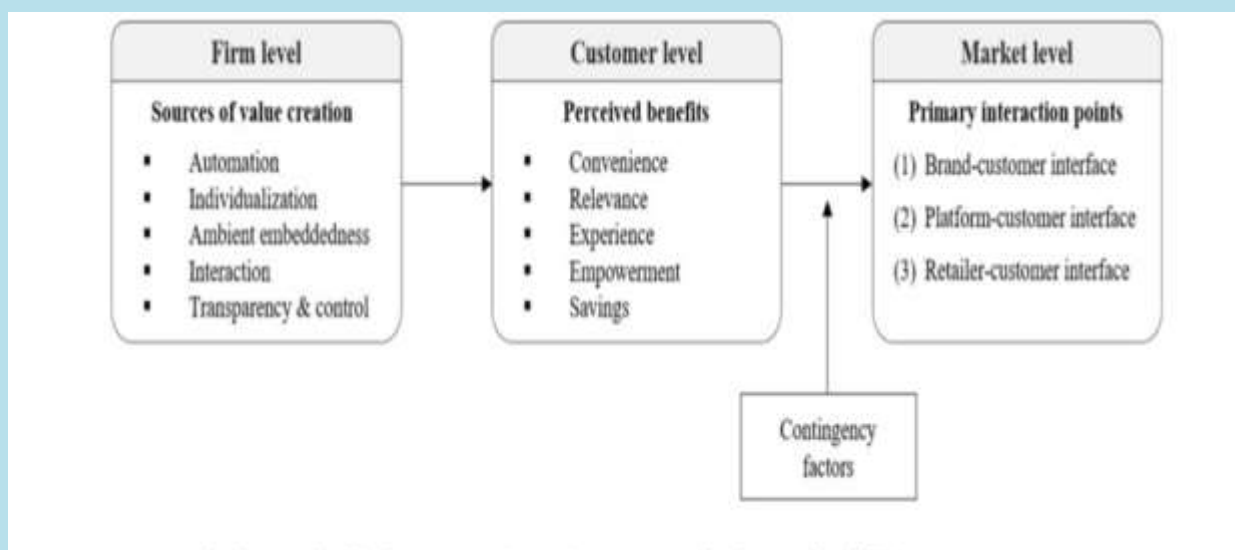 Firm level
Sources of value creation
▪ Automation
▪ Individualization
▪ Ambient embeddedness
▪ Interaction
▪ Transparency & control
Customer level
Perceived benefits
▪ Convenience
▪ Relevance
▪ Experience
▪ Empowerment
▪ Savings
Market level
Primary interaction points
(1) Brand-customer interface
(2) Platform-customer interface
(3) Retailer-customer interface
Contingency
factors